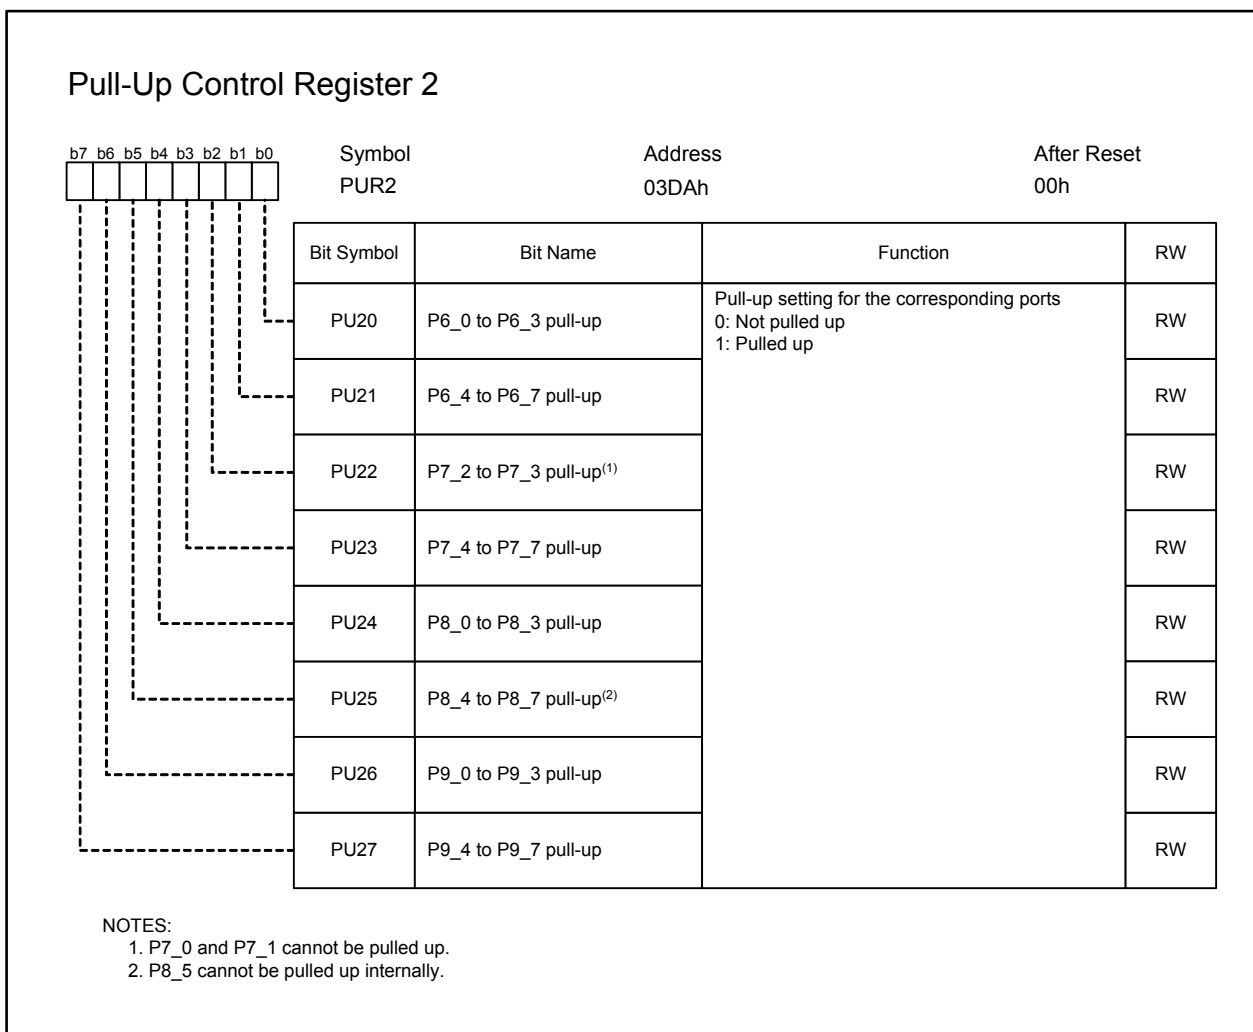 Pull-Up Control Register 2
b7 b6 b5 b4 b3 b2 b1 b0
Symbol Address After Reset
PUR2 03DAh 00h
Bit Symbol Bit Name Function RW
PU20 P6_0 to P6_3 pull-up Pull-up setting for the corresponding ports RW
0: Not pulled up
1: Pulled up
PU21 P6_4 to P6_7 pull-up RW
PU22 P7_2 to P7_3 pull-up(1) RW
PU23 P7_4 to P7_7 pull-up RW
PU24 P8_0 to P8_3 pull-up RW
PU25 P8_4 to P8_7 pull-up(2) RW
PU26 P9_0 to P9_3 pull-up RW
PU27 P9_4 to P9_7 pull-up RW
NOTES:
1. P7_0 and P7_1 cannot be pulled up.
2. P8_5 cannot be pulled up internally.